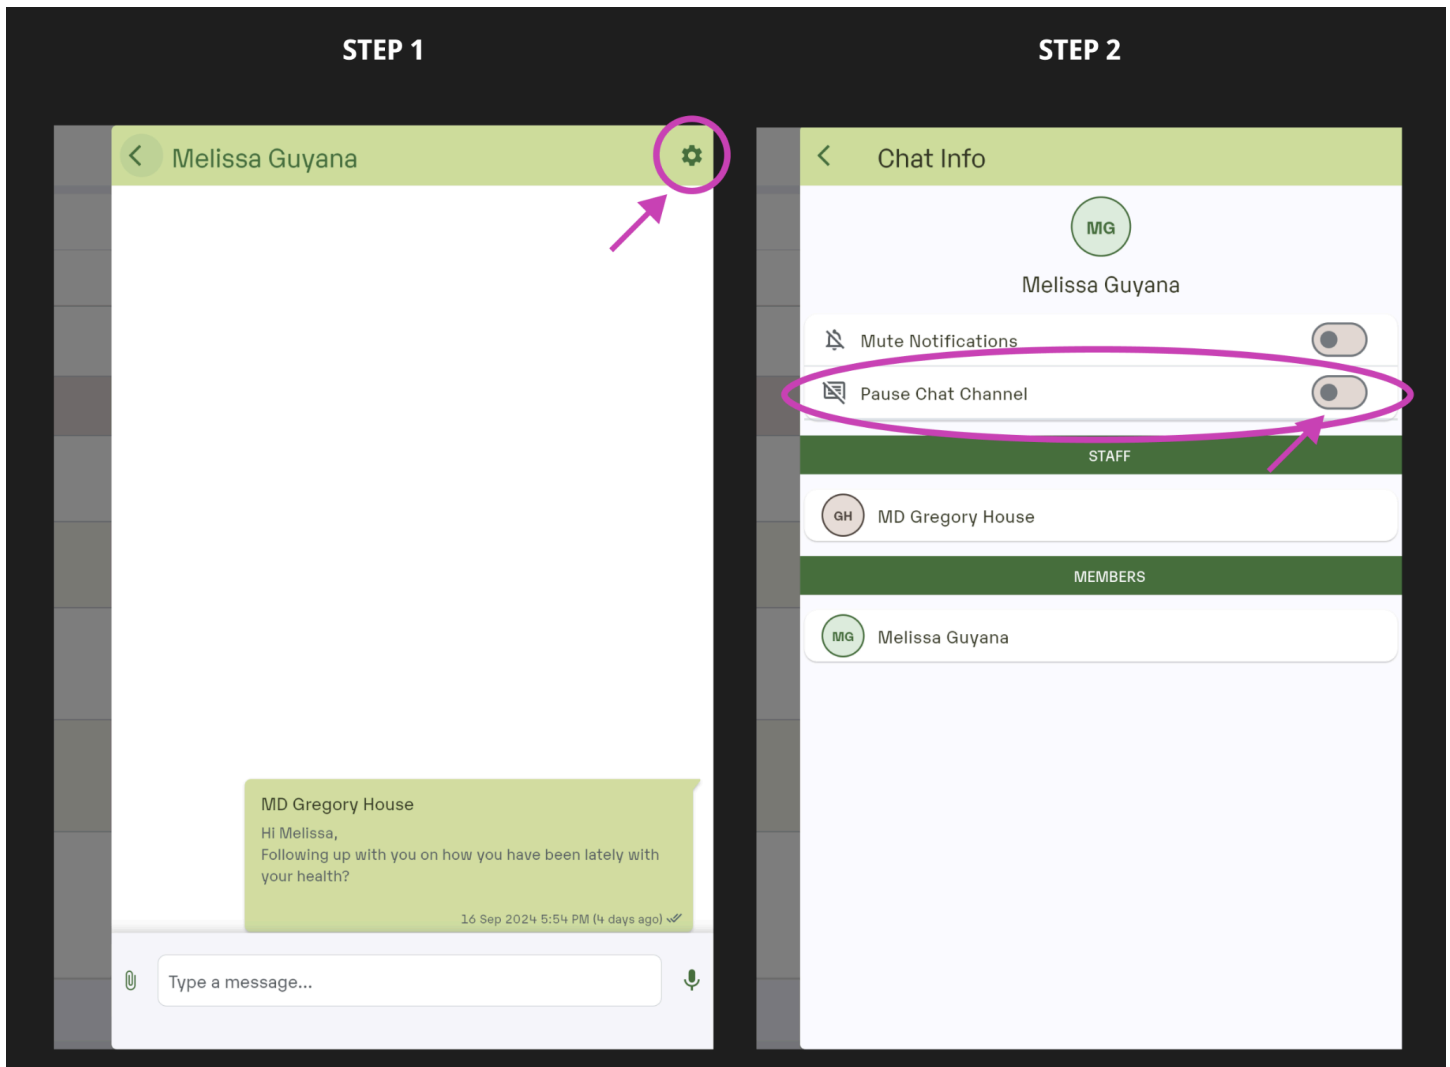 STEP 1
Melissa Guyana
MD Gregory House
Hi Melissa,
Following up with you on how you have been lately with
your health?
16 Sep 2024 5:54 PM (4 days ago)
Type a message...
STEP 2
Chat Info
MG
Melissa Guyana
Mute Notifications
Pause Chat Channel
STAFF
GH MD Gregory House
MEMBERS
MG Melissa Guyana